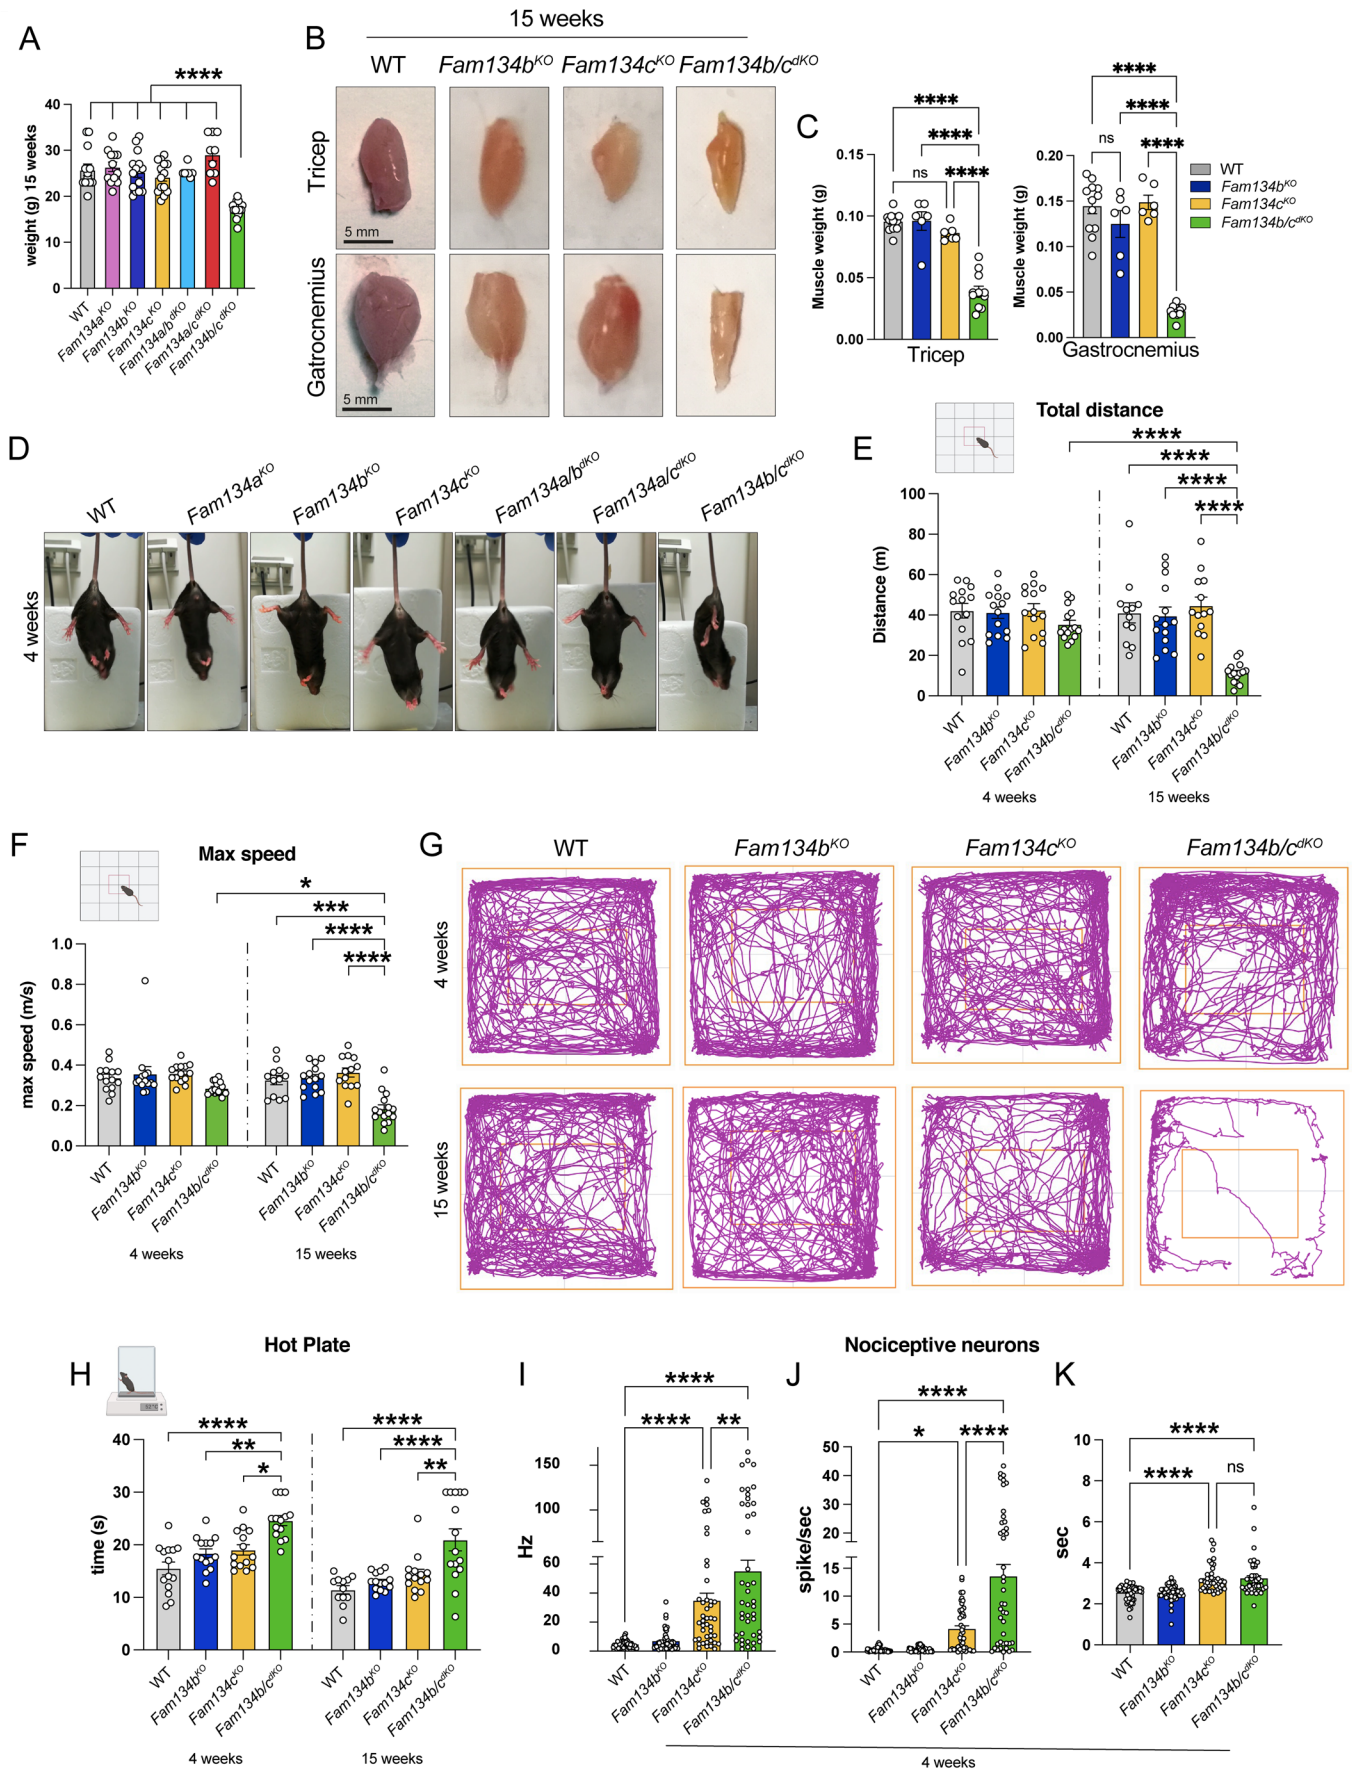 A
weight (g) 15 weeks
40
30
20
10
0
****
WT
Fam134aKO
Fam134bKO
Fam134cKO
Fam134a/bdKO
Fam134a/cdKO
Fam134b/cdKO
B
15 weeks
WT
Fam134bKO
Fam134cKO
Fam134b/cdKO
Tricep
5 mm
Gatrocnemius
5 mm
C
****
****
ns
****
Muscle weight (g)
0.15
0.10
0.05
0.00
Tricep
****
****
ns
****
Muscle weight (g)
0.20
0.15
0.10
0.05
0.00
Gastrocnemius
WT
Fam134bKO
Fam134cKO
Fam134b/cdKO
D
WT
Fam134aKO
Fam134bKO
Fam134cKO
Fam134a/bdKO
Fam134a/cdKO
Fam134b/cdKO
4 weeks
E
Total distance
****
****
****
****
Distance (m)
100
80
60
40
20
0
WT
Fam134bKO
Fam134cKO
Fam134b/cdKO
WT
Fam134bKO
Fam134cKO
Fam134b/cdKO
4 weeks
15 weeks
F
Max speed
*
***
****
****
max speed (m/s)
1.0
0.8
0.6
0.4
0.2
0.0
WT
Fam134bKO
Fam134cKO
Fam134b/cdKO
WT
Fam134bKO
Fam134cKO
Fam134b/cdKO
4 weeks
15 weeks
G
WT
Fam134bKO
Fam134cKO
Fam134b/cdKO
4 weeks
15 weeks
H
Hot Plate
****
**
*
****
****
**
time (s)
40
30
20
10
0
WT
Fam134bKO
Fam134cKO
Fam134b/cdKO
WT
Fam134bKO
Fam134cKO
Fam134b/cdKO
4 weeks
15 weeks
Nociceptive neurons
I
****
****
**
Hz
150
100
60
40
20
0
WT
Fam134bKO
Fam134cKO
Fam134b/cdKO
J
****
*
****
spike/sec
50
40
30
20
15
10
5
0
WT
Fam134bKO
Fam134cKO
Fam134b/cdKO
K
****
****
ns
sec
10
8
6
4
2
0
WT
Fam134bKO
Fam134cKO
Fam134b/cdKO
4 weeks